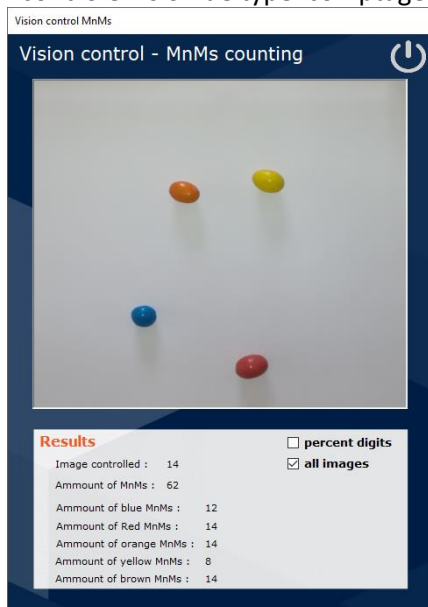 Vision control MnMs
Vision control - MnMs counting
Results
percent digits
Image controlled : 14
all images
Ammount of MnMs : 62
Ammount of blue MnMs : 12
Ammount of Red MnMs : 14
Ammount of orange MnMs : 14
Ammount of yellow MnMs : 8
Ammount of brown MnMs : 14